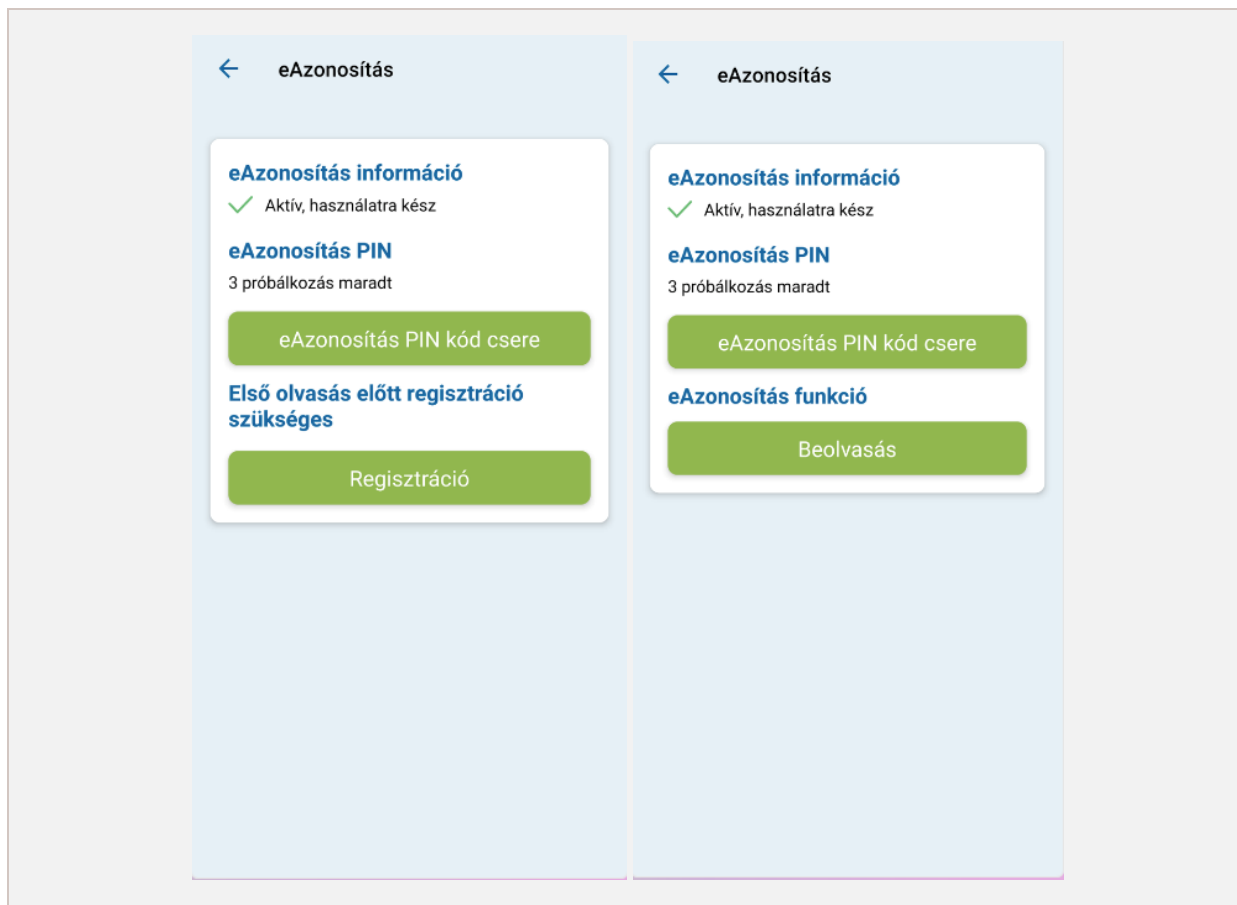 eAzonosítás
eAzonosítás információ
Aktív, használatra kész
eAzonosítás PIN
3 próbálkozás maradt
eAzonosítás PIN kód csere
Első olvasás előtt regisztráció
szükséges
Regisztráció
eAzonosítás
eAzonosítás információ
Aktív, használatra kész
eAzonosítás PIN
3 próbálkozás maradt
eAzonosítás PIN kód csere
eAzonosítás funkció
Beolvasás